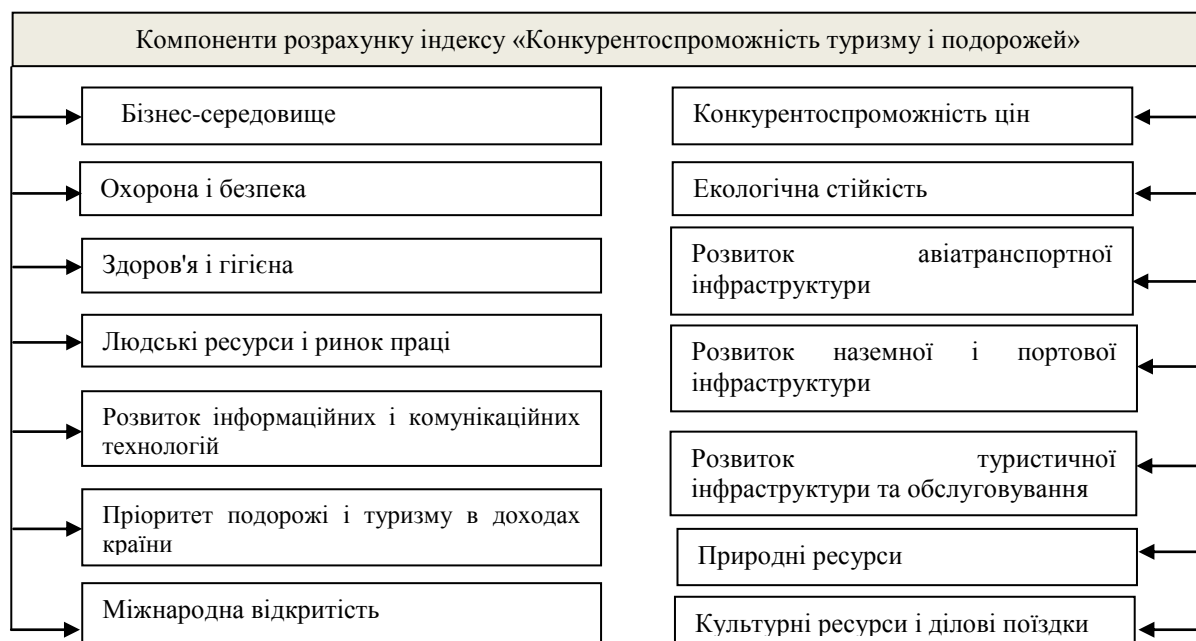 Компоненти розрахунку індексу «Конкурентоспроможність туризму і подорожей»
Бізнес-середовище
Охорона і безпека
Здоров'я і гігієна
Людські ресурси і ринок праці
Розвиток інформаційних і комунікаційних
технологій
Пріоритет подорожі і туризму в доходах
країни
Міжнародна відкритість
Конкурентоспроможність цін
Екологічна стійкість
Розвиток авіатранспортної
інфраструктури
Розвиток наземної і портової
інфраструктури
Розвиток туристичної
інфраструктури та обслуговування
Природні ресурси
Культурні ресурси і ділові поїздки